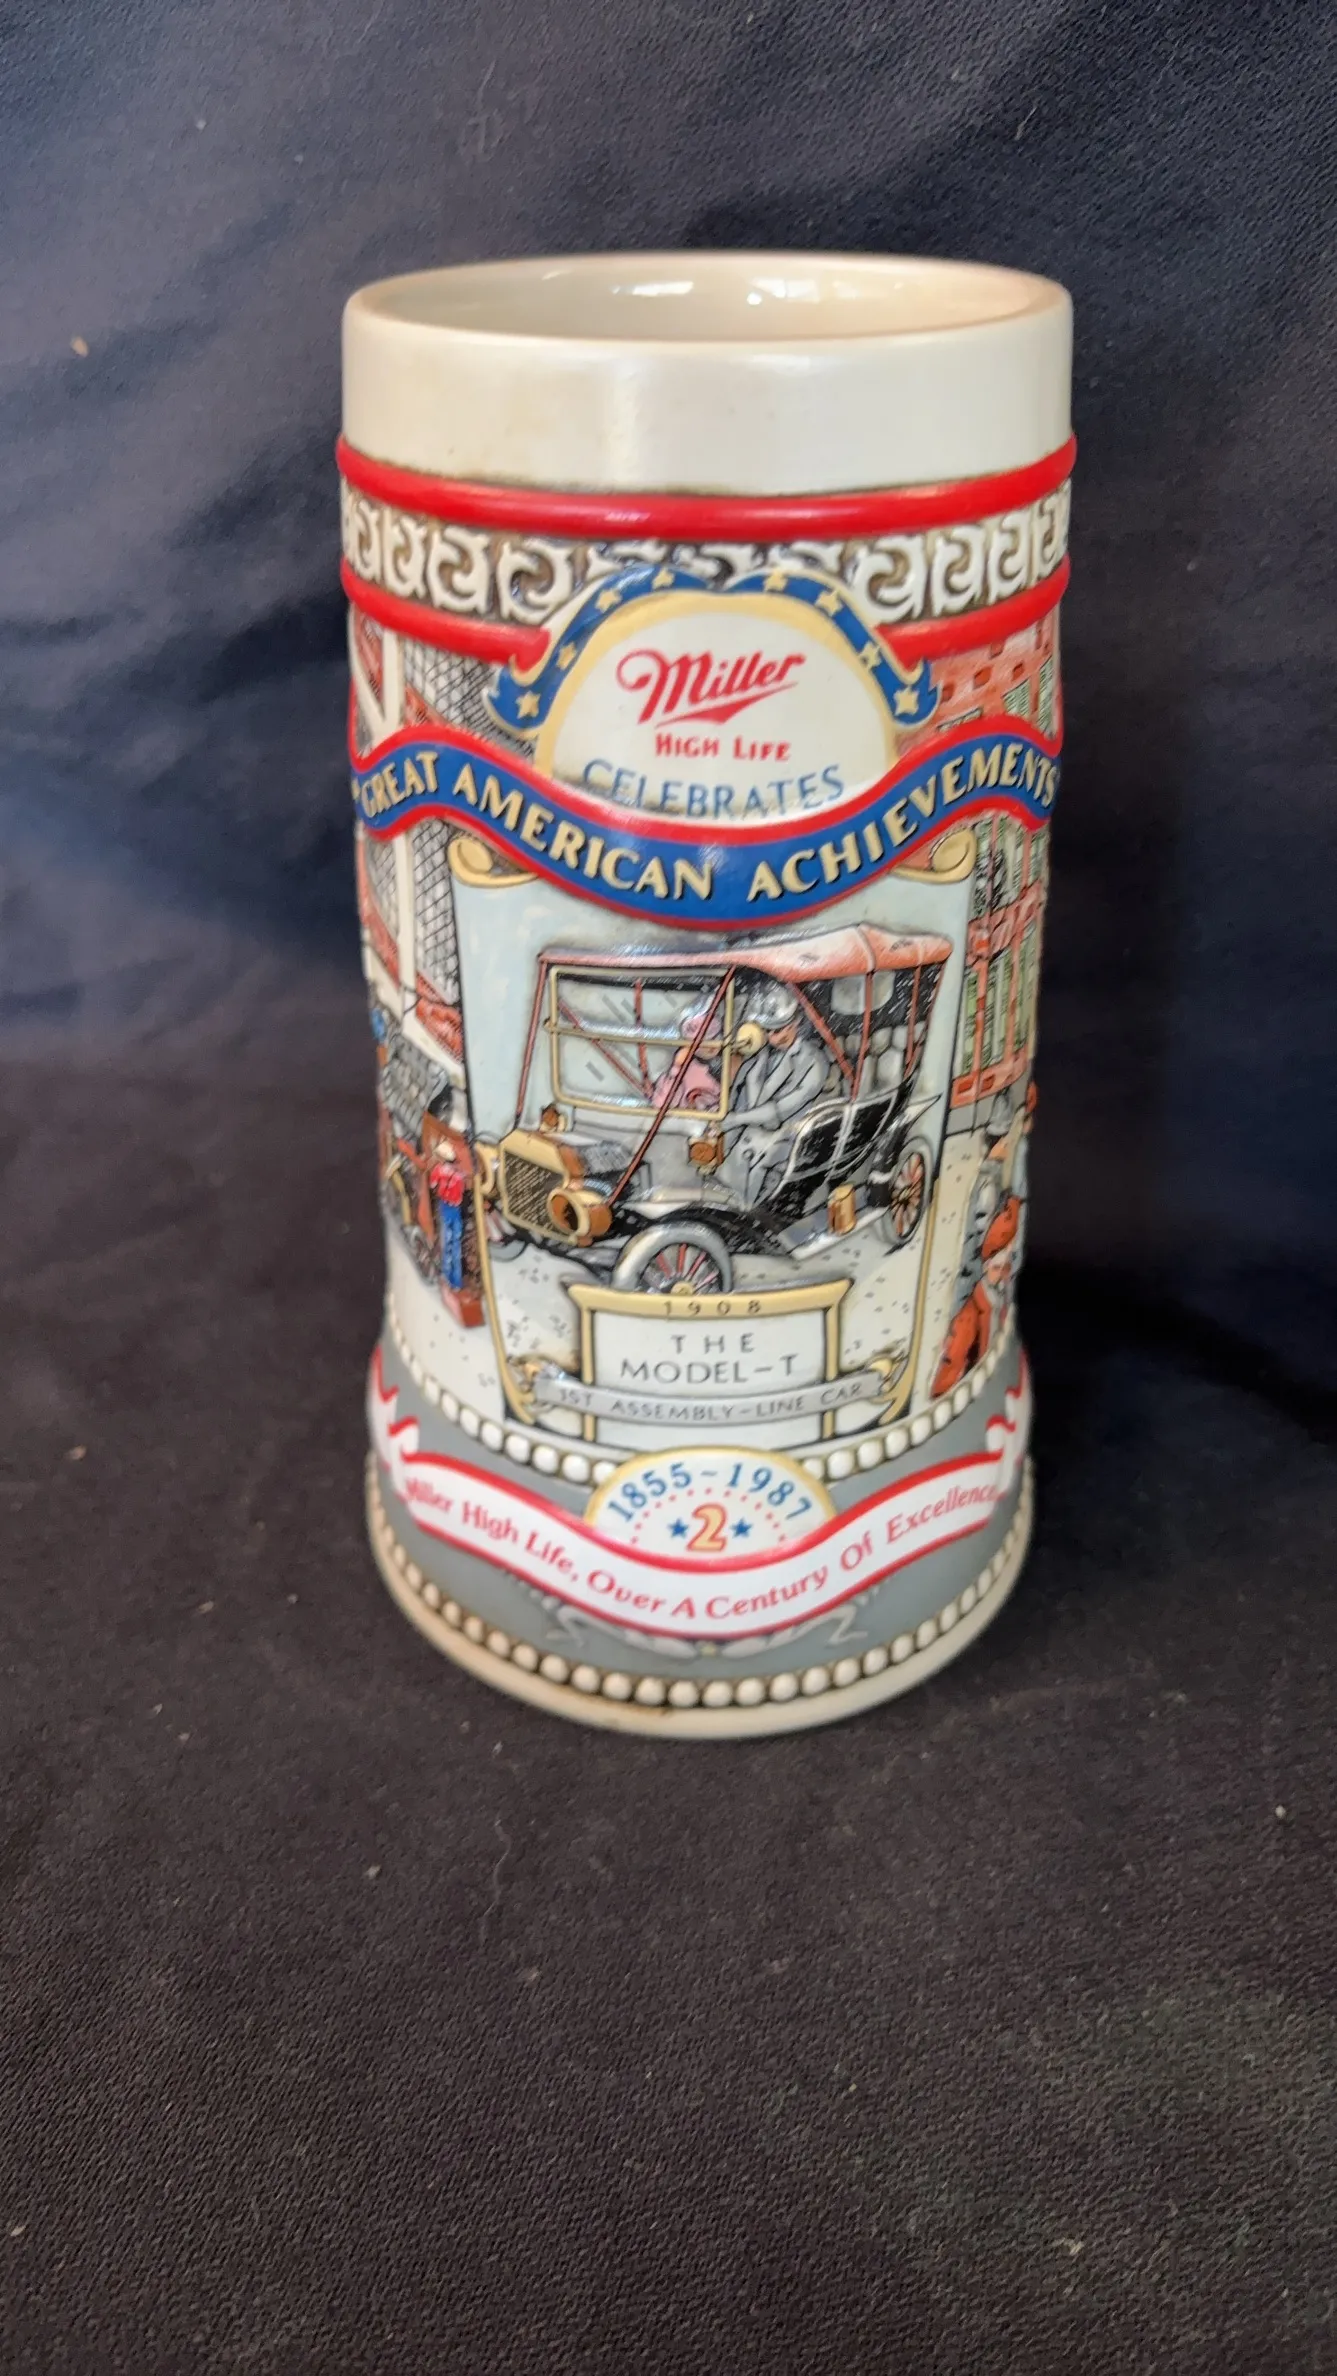 Miller
HIGH LIFE
CELEBRATES
"GREAT AMERICAN ACHIEVEMENTS"
1908
THE
MODEL-T
1ST ASSEMBLY-LINE CAR
1855-1987
2
Miller High Life, Over A Century Of Excellence